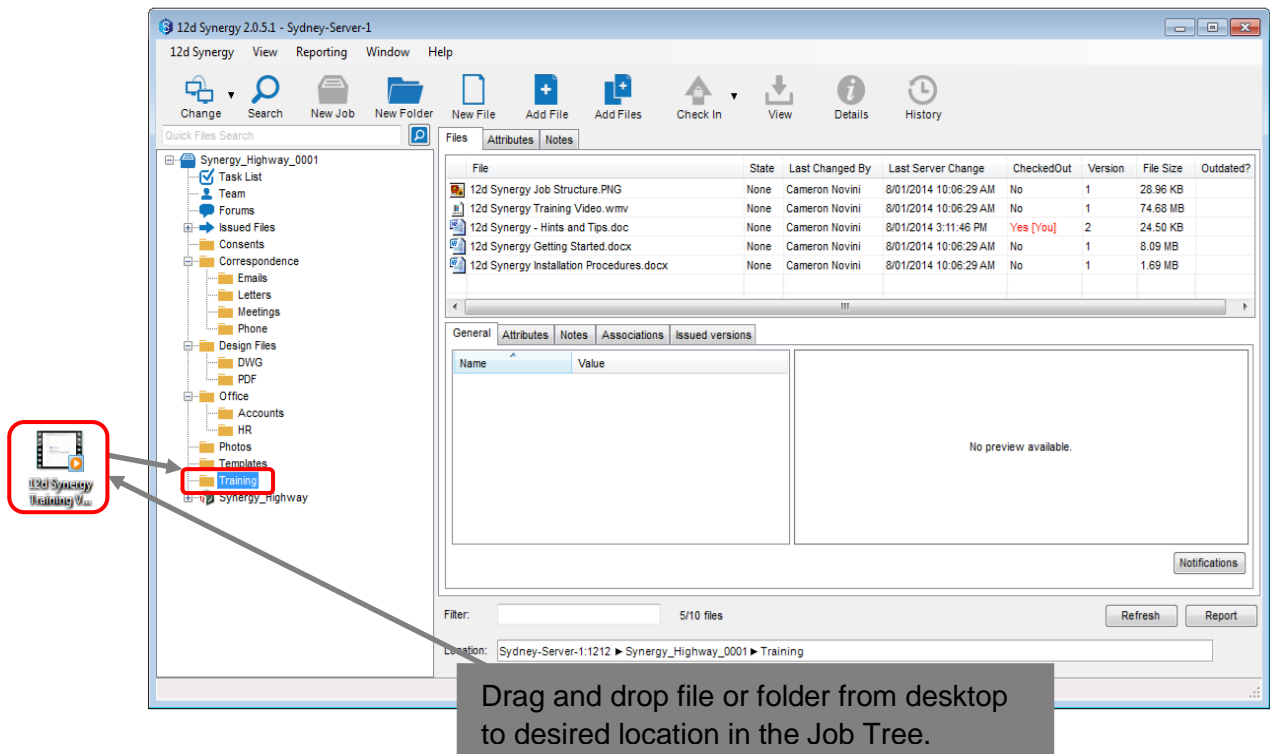 12d Synergy 2.0.5.1 - Sydney-Server-1
12d Synergy View Reporting Window Help
Change Search New Job New Folder New File Add File Add Files Check In View Details History
Quick Files Search
Synergy_Highway_0001
Task List
Team
Forums
Issued Files
Consents
Correspondence
Emails
Letters
Meetings
Phone
Design Files
DWG
PDF
Office
Accounts
HR
Photos
Templates
Training
Synergy_Highway
12d Synergy
Training V...
Files Attributes Notes
File State Last Changed By Last Server Change CheckedOut Version File Size Outdated?
12d Synergy Job Structure.PNG None Cameron Novini 8/01/2014 10:06:29 AM No 1 28.96 KB
12d Synergy Training Video.wmv None Cameron Novini 8/01/2014 10:06:29 AM No 1 74.68 MB
12d Synergy - Hints and Tips.doc None Cameron Novini 8/01/2014 3:11:46 PM Yes [You] 2 24.50 KB
12d Synergy Getting Started.docx None Cameron Novini 8/01/2014 10:06:29 AM No 1 8.09 MB
12d Synergy Installation Procedures.docx None Cameron Novini 8/01/2014 10:06:29 AM No 1 1.69 MB
General Attributes Notes Associations Issued versions
Name Value
No preview available.
Notifications
Filter: 5/10 files Refresh Report
Location: Sydney-Server-1:1212 ► Synergy_Highway_0001 ► Training
Drag and drop file or folder from desktop
to desired location in the Job Tree.